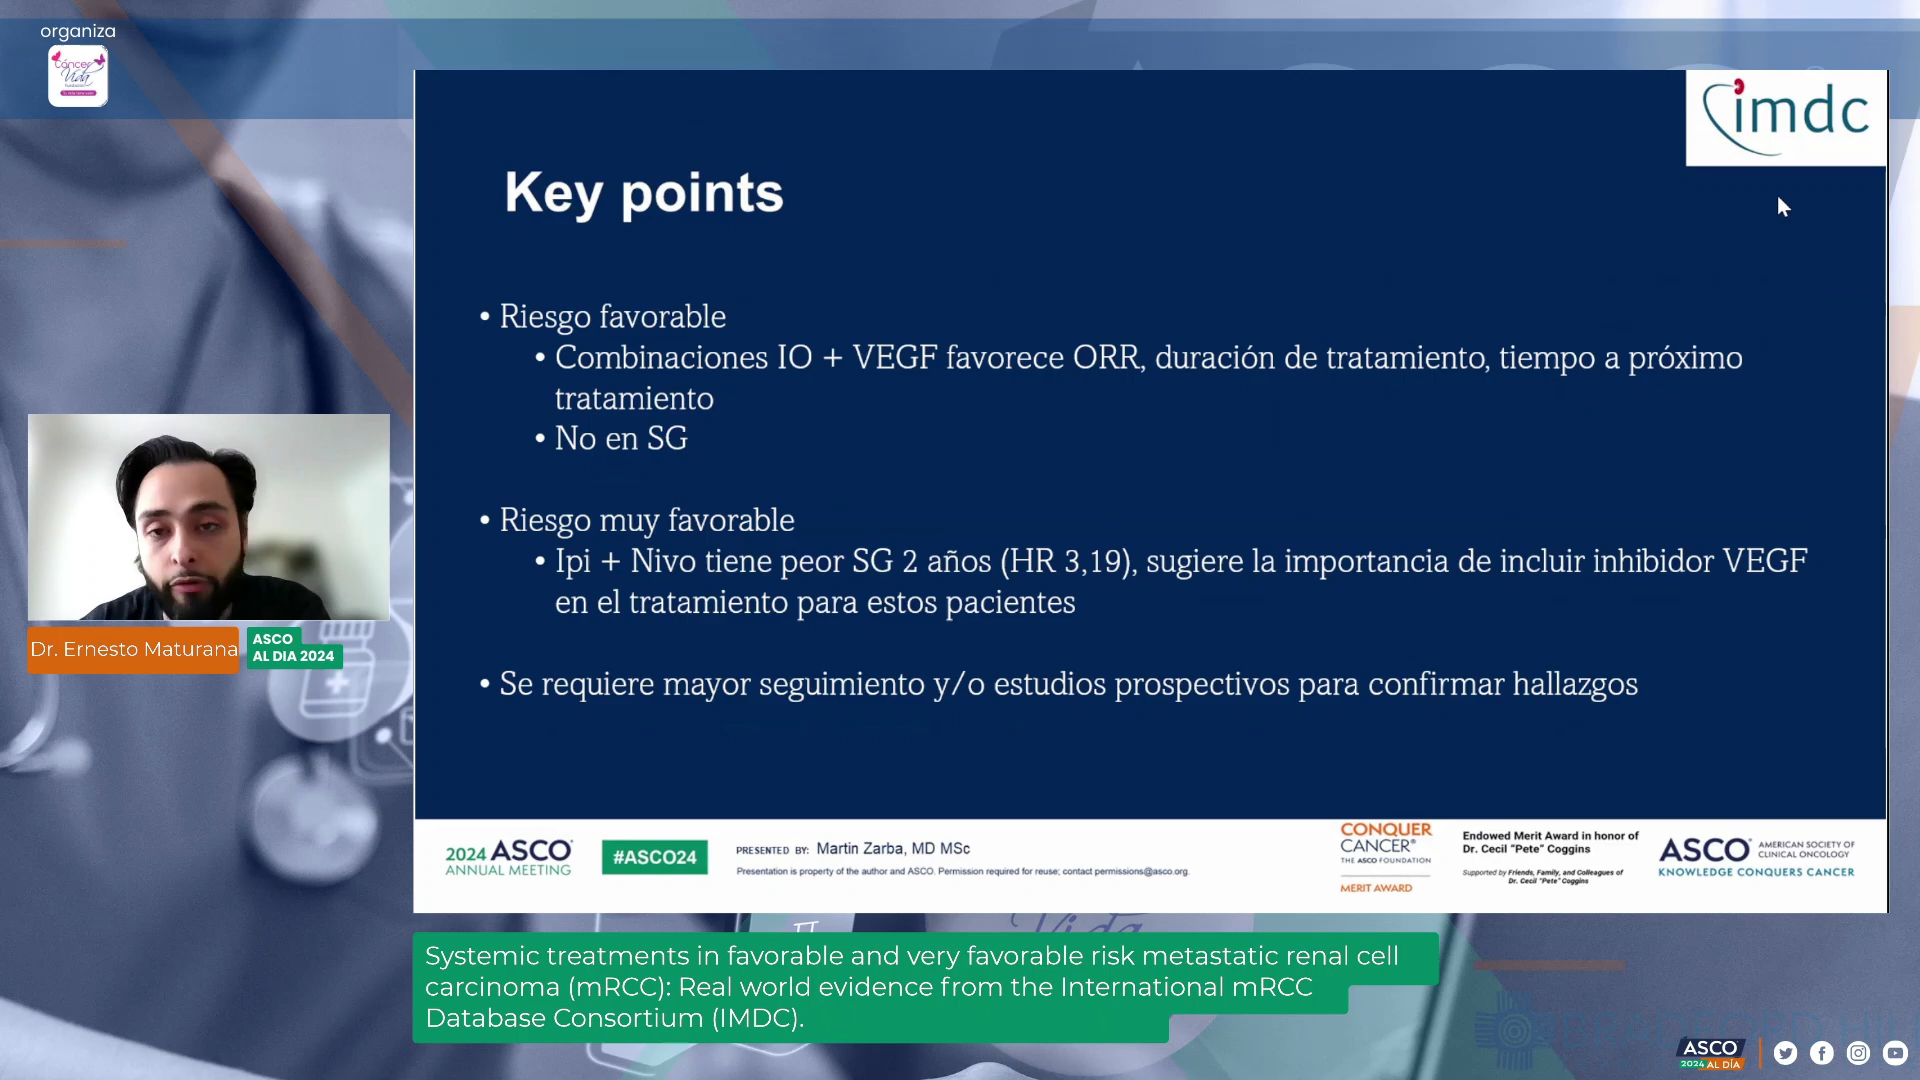 organiza
Cáncer
Vida
imdc
Key points
• Riesgo favorable
• Combinaciones IO + VEGF favorece ORR, duración de tratamiento, tiempo a próximo
tratamiento
• No en SG
• Riesgo muy favorable
• Ipi + Nivo tiene peor SG 2 años (HR 3,19), sugiere la importancia de incluir inhibidor VEGF
en el tratamiento para estos pacientes
• Se requiere mayor seguimiento y/o estudios prospectivos para confirmar hallazgos
Dr. Ernesto Maturana
ASCO
AL DIA 2024
2024 ASCO
ANNUAL MEETING
#ASCO24
PRESENTED BY: Martin Zarba, MD MSc
Presentation is property of the author and ASCO. Permission required for reuse; contact permissions@asco.org.
CONQUER
CANCER®
THE ASCO FOUNDATION
MERIT AWARD
Endowed Merit Award in honor of
Dr. Cecil "Pete" Coggins
Supported by Friends, Family, and Colleagues of
Dr. Cecil "Pete" Coggins
ASCO AMERICAN SOCIETY OF
CLINICAL ONCOLOGY
KNOWLEDGE CONQUERS CANCER
Vida
Systemic treatments in favorable and very favorable risk metastatic renal cell
carcinoma (mRCC): Real world evidence from the International mRCC
Database Consortium (IMDC).
ASCO
2024 AL DÍA